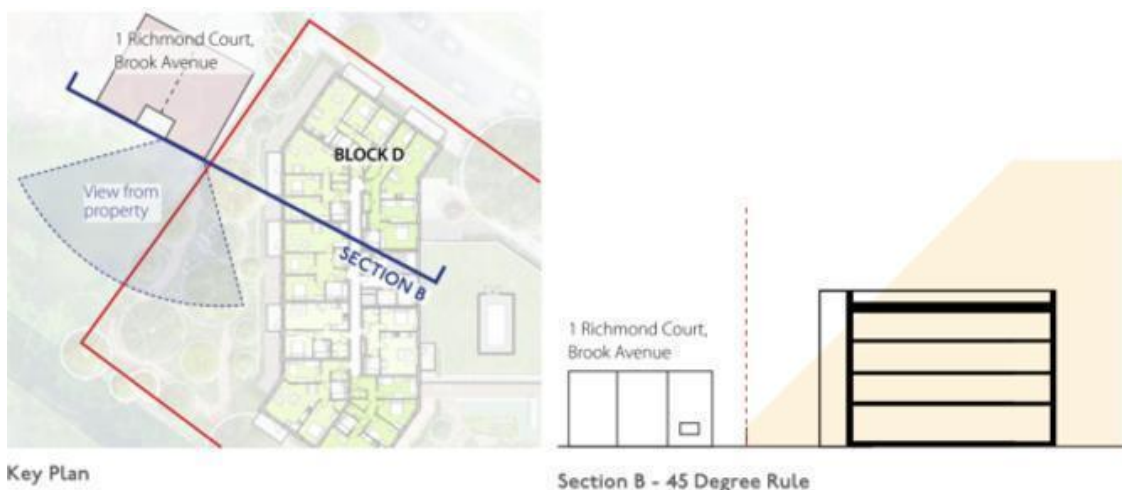 1 Richmond Court,
Brook Avenue
BLOCK D
View from
property
SECTION B
Key Plan
1 Richmond Court,
Brook Avenue
Section B - 45 Degree Rule